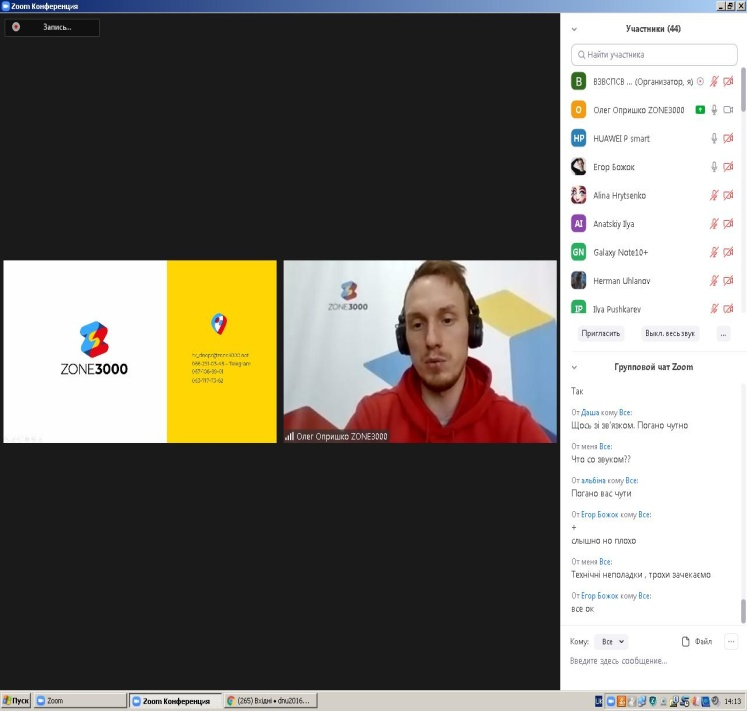 Zoom Конференция
Запись...
ZONE3000
ZONE3000
Олег Опришко ZONE3000
Участники (44)
Найти участника
B
ВЗВСПСВ ... (Организатор, я)
O
Олег Опришко ZONE3000
HP
HUAWEI P smart
Егор Божок
Alina Hrytsenko
AI
Anatskiy Ilya
GN
Galaxy Note10+
Herman Uhlanov
IP
Ilya Pushkarev
Пригласить
Выкл. весь звук
...
Групповой чат Zoom
Так
От Даша кому Все:
Щось зі зв'язком. Погано чутно
От меня Все:
Что со звуком??
От альбіна кому Все:
Погано вас чути
От Егор Божок кому Все:
+
слышно но плохо
От меня Все:
Технічні неполадки , трохи зачекаємо
От Егор Божок кому Все:
все ок
Кому: Все
Файл
...
Введите здесь сообщение...
Пуск
Zoom
Zoom Конференция
(265) Вхідні • dnu2016...
14:13